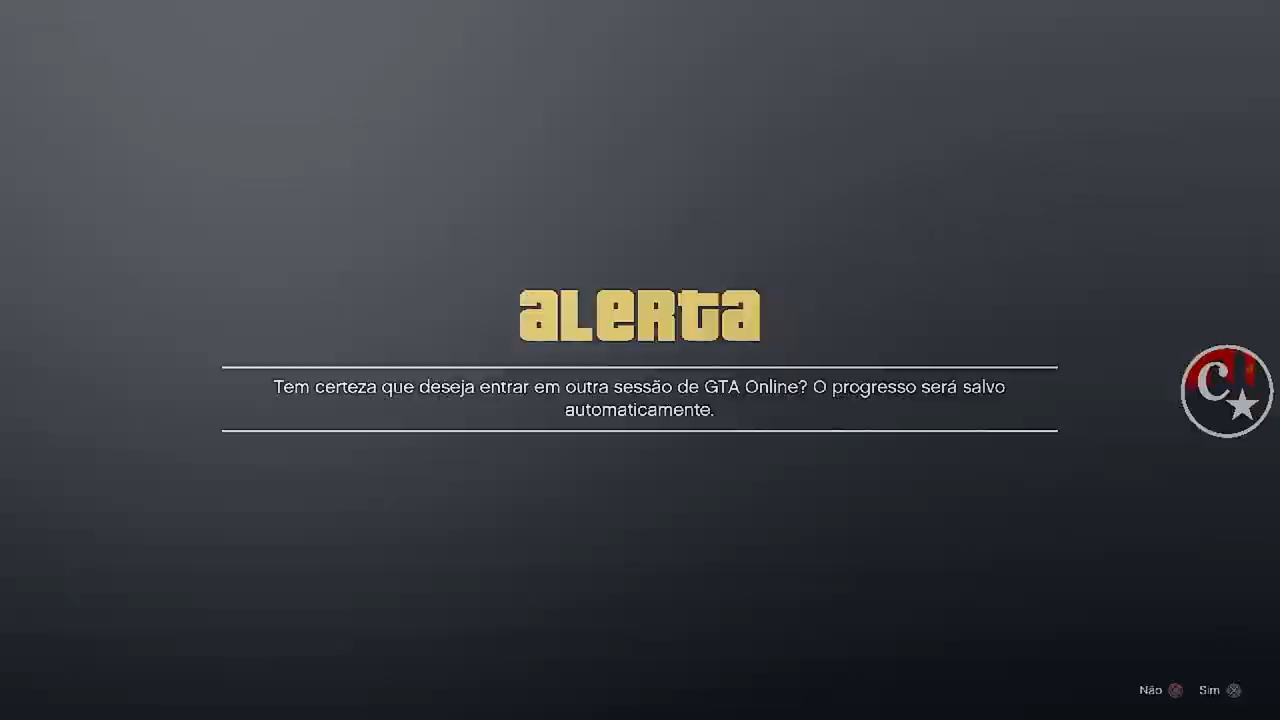 alerta
Tem certeza que deseja entrar em outra sessão de GTA Online? O progresso será salvo
automaticamente.
C
Não Sim